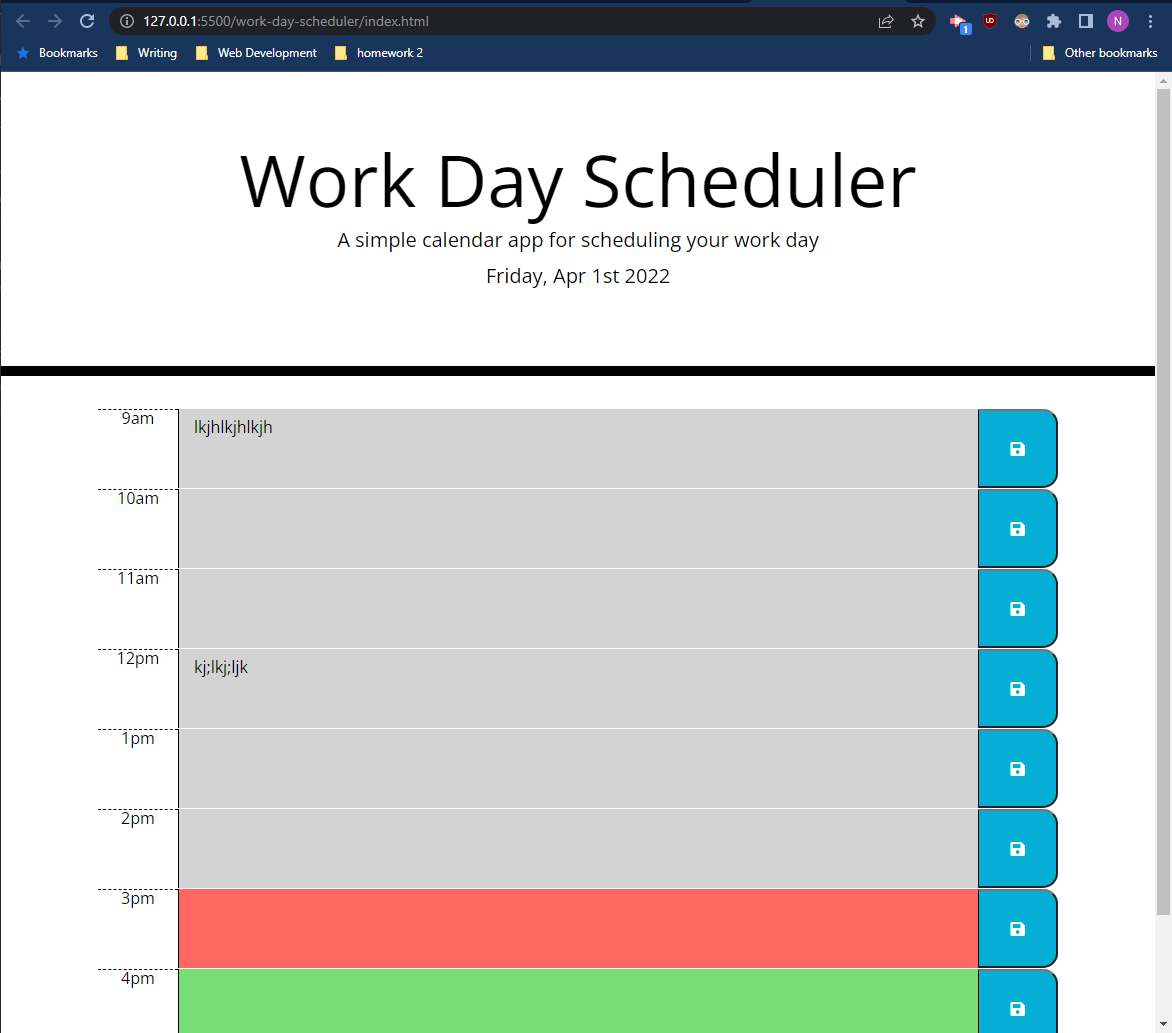 127.0.0.1:5500/work-day-scheduler/index.html
UD
1
N
Bookmarks Writing Web Development homework 2 Other bookmarks
Work Day Scheduler
A simple calendar app for scheduling your work day
Friday, Apr 1st 2022
9am lkjhlkjhlkjh
10am
11am
12pm kj;lkj;ljk
1pm
2pm
3pm
4pm